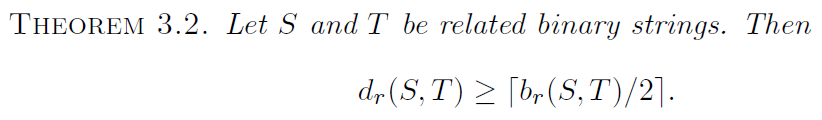 THEOREM 3.2. Let S and T be related binary strings. Then
d_r(S, T) ≥ ⌈b_r(S, T)/2⌉.